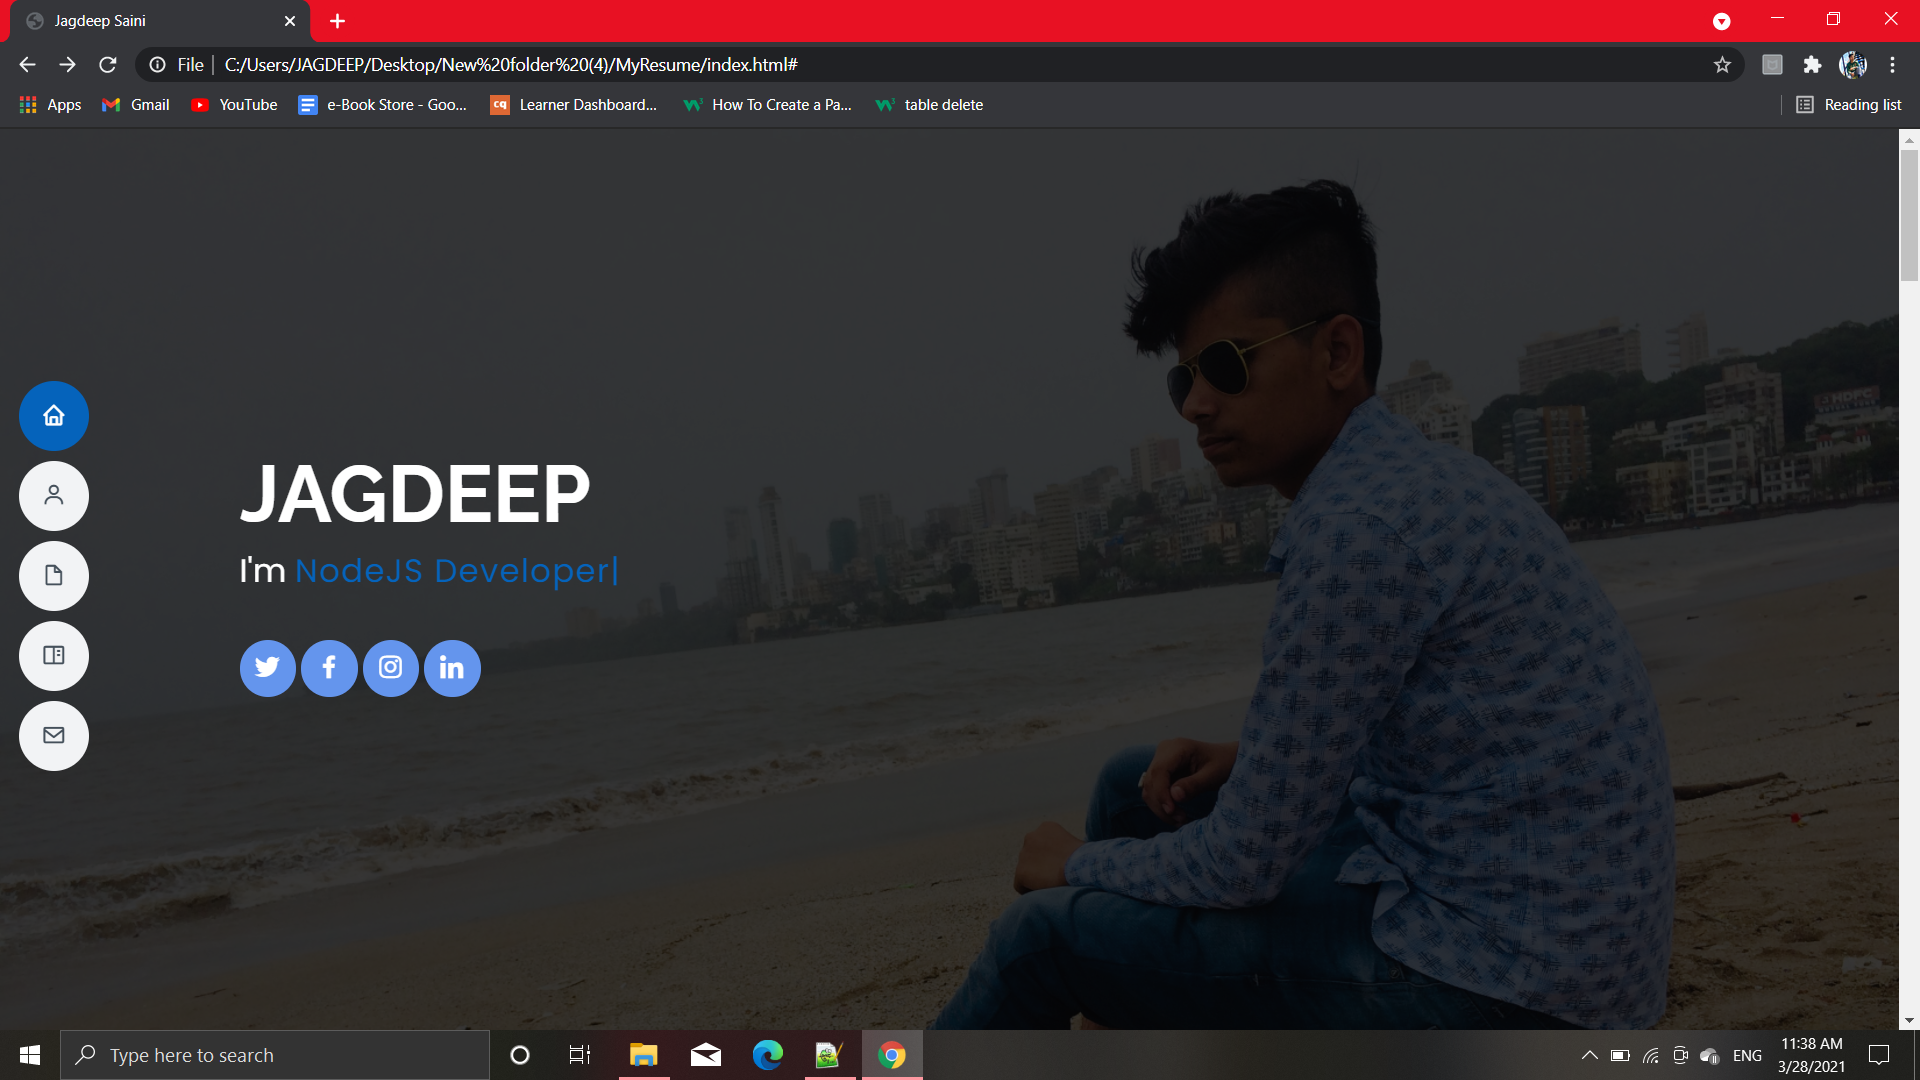 Jagdeep Saini
File
C:/Users/JAGDEEP/Desktop/New%20folder%20(4)/MyResume/index.html#
Apps
Gmail
YouTube
e-Book Store - Goo...
cq
Learner Dashboard...
How To Create a Pa...
table delete
Reading list
JAGDEEP
I'm NodeJS Developer|
Type here to search
ENG
11:38 AM
3/28/2021